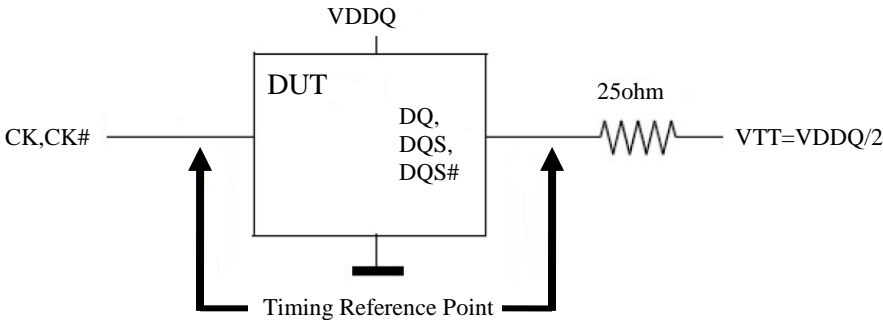 VDDQ
DUT
25ohm
DQ,
CK,CK#
DQS,
VTT=VDDQ/2
DQS#
Timing Reference Point